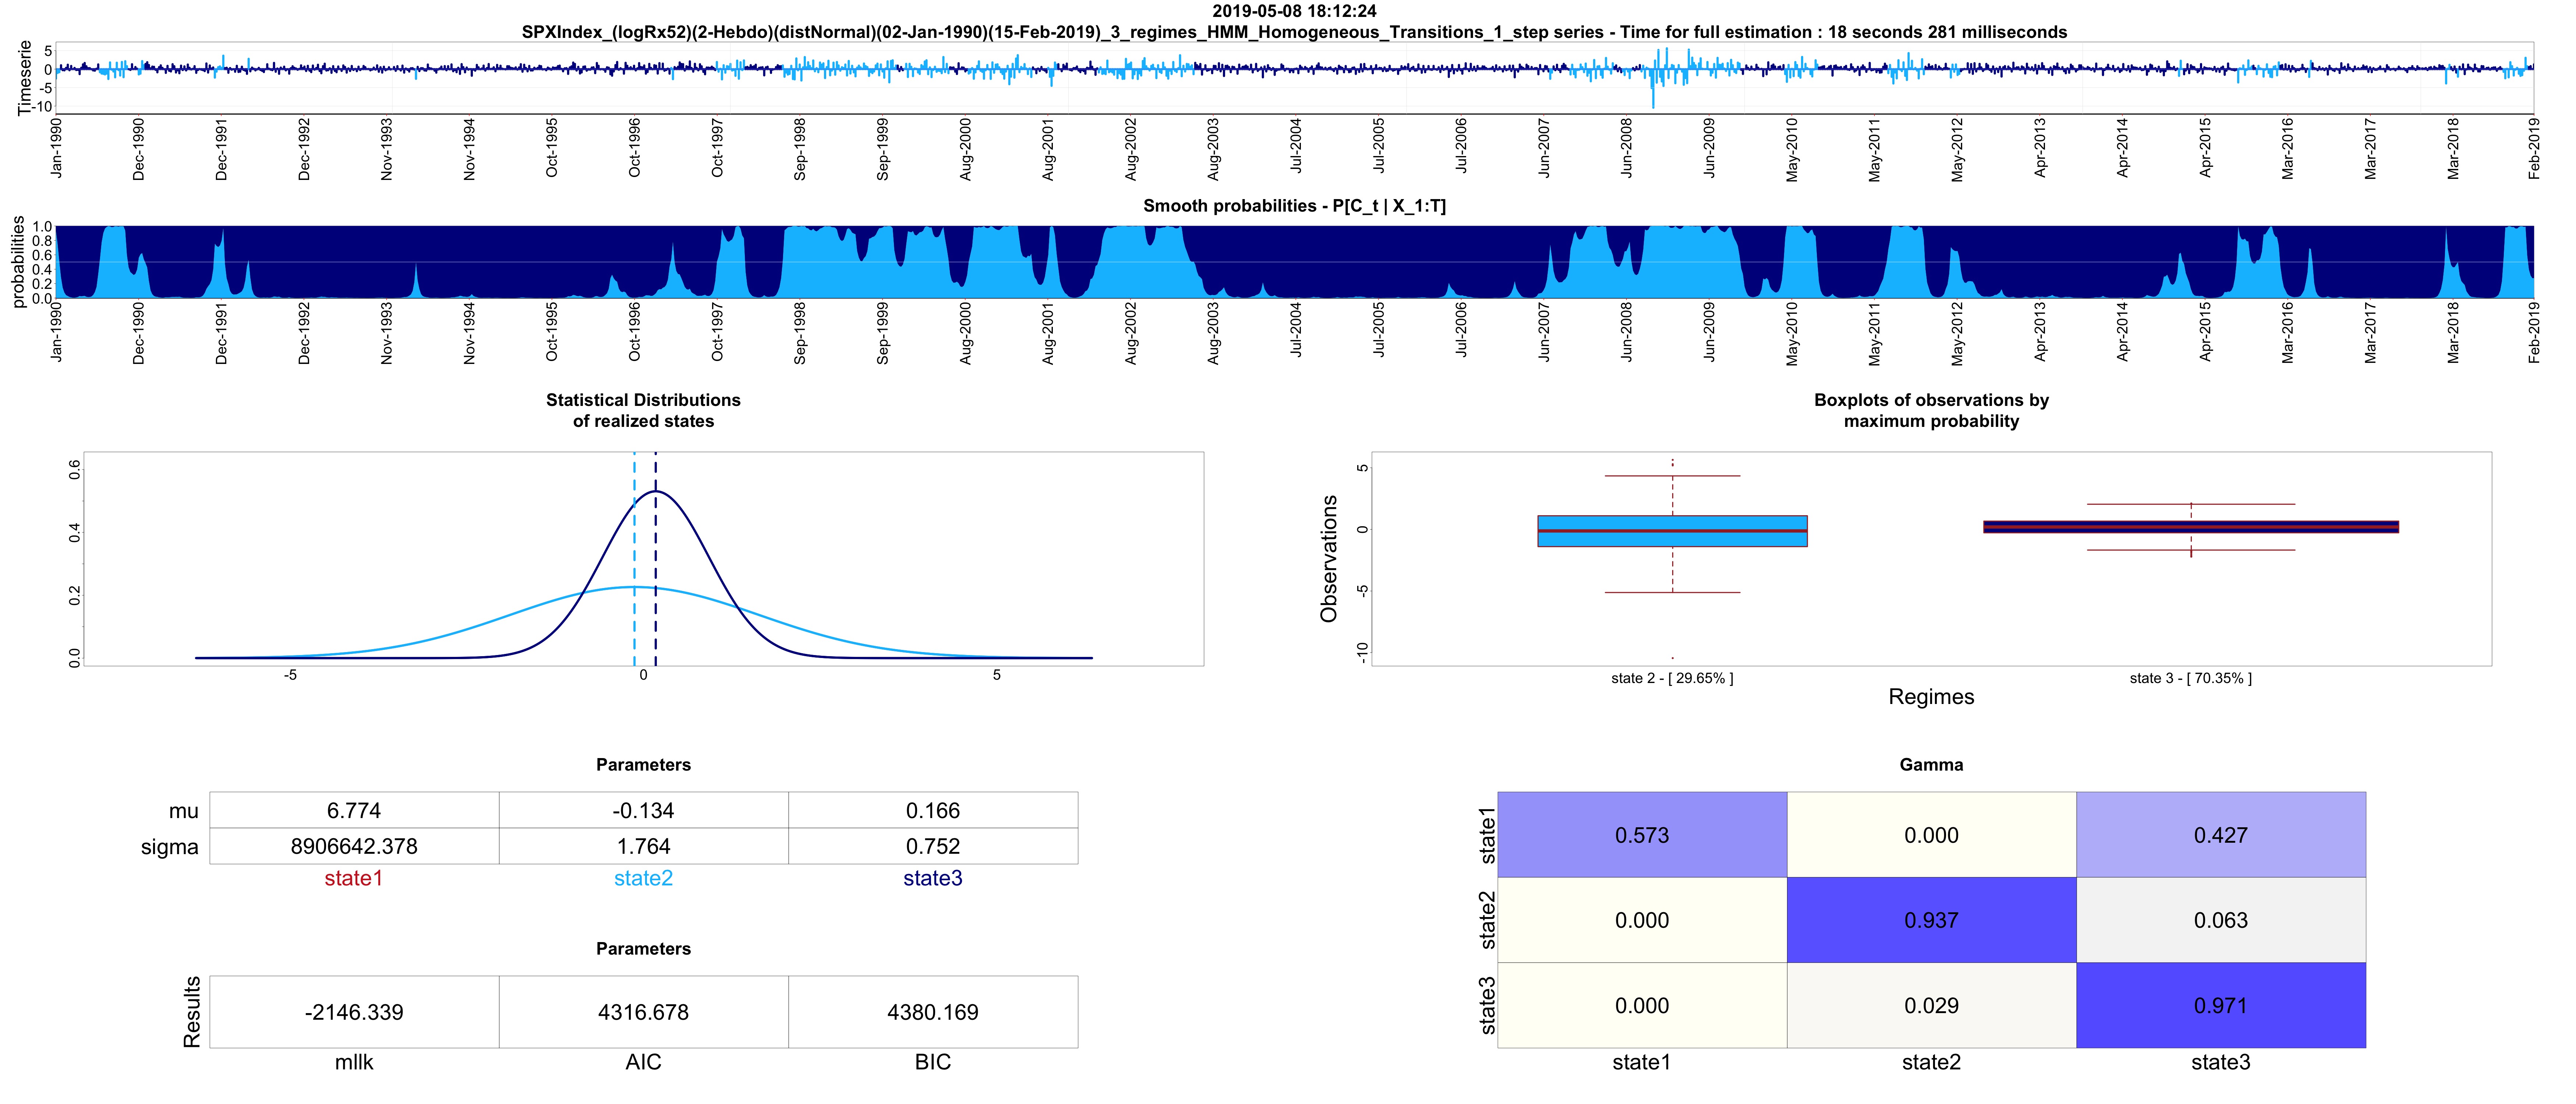 2019-05-08 18:12:24
SPXIndex_(logRx52)(2-Hebdo)(distNormal)(02-Jan-1990)(15-Feb-2019)_3_regimes_HMM_Homogeneous_Transitions_1_step series - Time for full estimation : 18 seconds 281 milliseconds
Timeserie
5
0
-5
-10
Jan-1990
Dec-1990
Dec-1991
Dec-1992
Nov-1993
Nov-1994
Oct-1995
Oct-1996
Oct-1997
Sep-1998
Sep-1999
Aug-2000
Aug-2001
Aug-2002
Aug-2003
Jul-2004
Jul-2005
Jul-2006
Jun-2007
Jun-2008
Jun-2009
May-2010
May-2011
May-2012
Apr-2013
Apr-2014
Apr-2015
Mar-2016
Mar-2017
Mar-2018
Feb-2019
Smooth probabilities - P[C_t | X_1:T]
probabilities
1.0
0.8
0.6
0.4
0.2
0.0
Jan-1990
Dec-1990
Dec-1991
Dec-1992
Nov-1993
Nov-1994
Oct-1995
Oct-1996
Oct-1997
Sep-1998
Sep-1999
Aug-2000
Aug-2001
Aug-2002
Aug-2003
Jul-2004
Jul-2005
Jul-2006
Jun-2007
Jun-2008
Jun-2009
May-2010
May-2011
May-2012
Apr-2013
Apr-2014
Apr-2015
Mar-2016
Mar-2017
Mar-2018
Feb-2019
Statistical Distributions
of realized states
0.6
0.4
0.2
0.0
-5 0 5
Boxplots of observations by
maximum probability
Observations
5
0
-5
-10
state 2 - [ 29.65% ] state 3 - [ 70.35% ]
Regimes
Parameters
mu 6.774 -0.134 0.166
sigma 8906642.378 1.764 0.752
state1 state2 state3
Parameters
Results -2146.339 4316.678 4380.169
mllk AIC BIC
Gamma
state1 0.573 0.000 0.427
state2 0.000 0.937 0.063
state3 0.000 0.029 0.971
state1 state2 state3